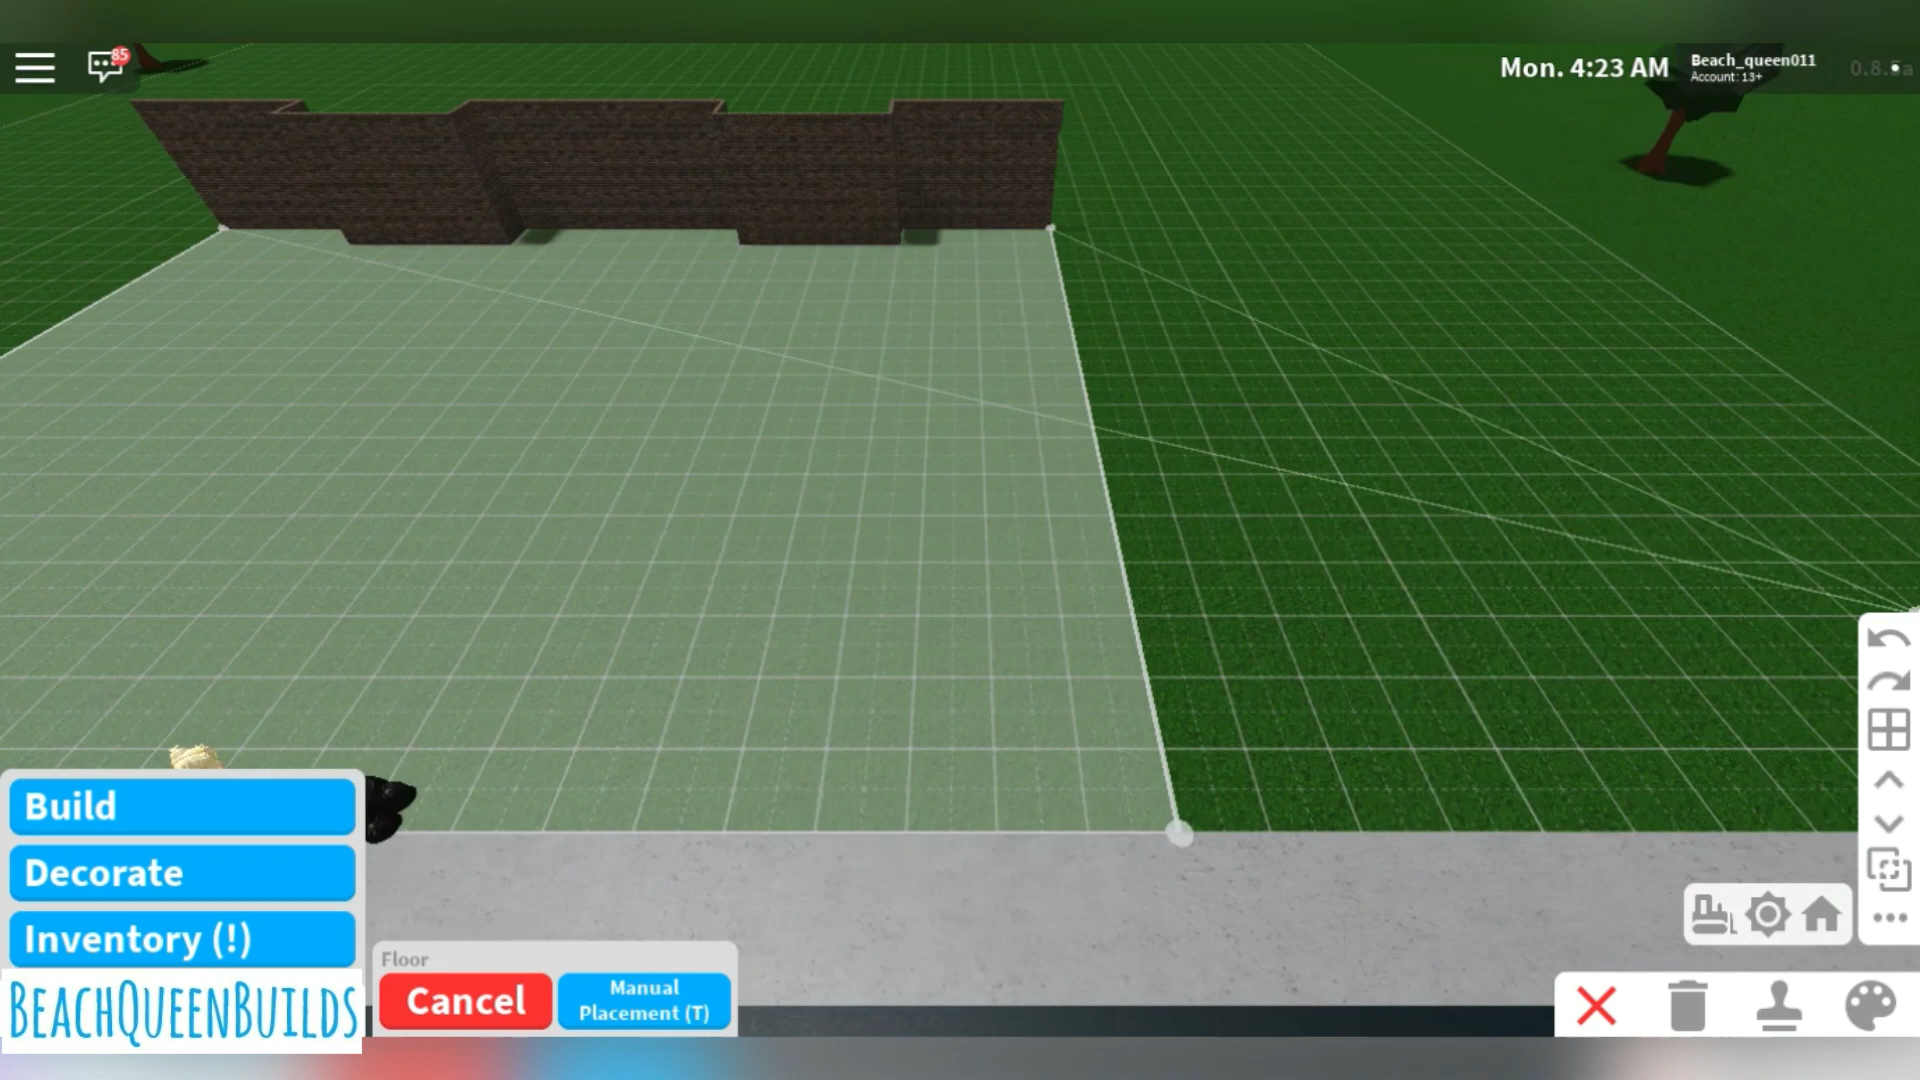 85
Mon. 4:23 AM
Beach_queen011
Account: 13+
Build
Decorate
Inventory (!)
BEACHQUEENBUILDS
Floor
Cancel
Manual
Placement (T)